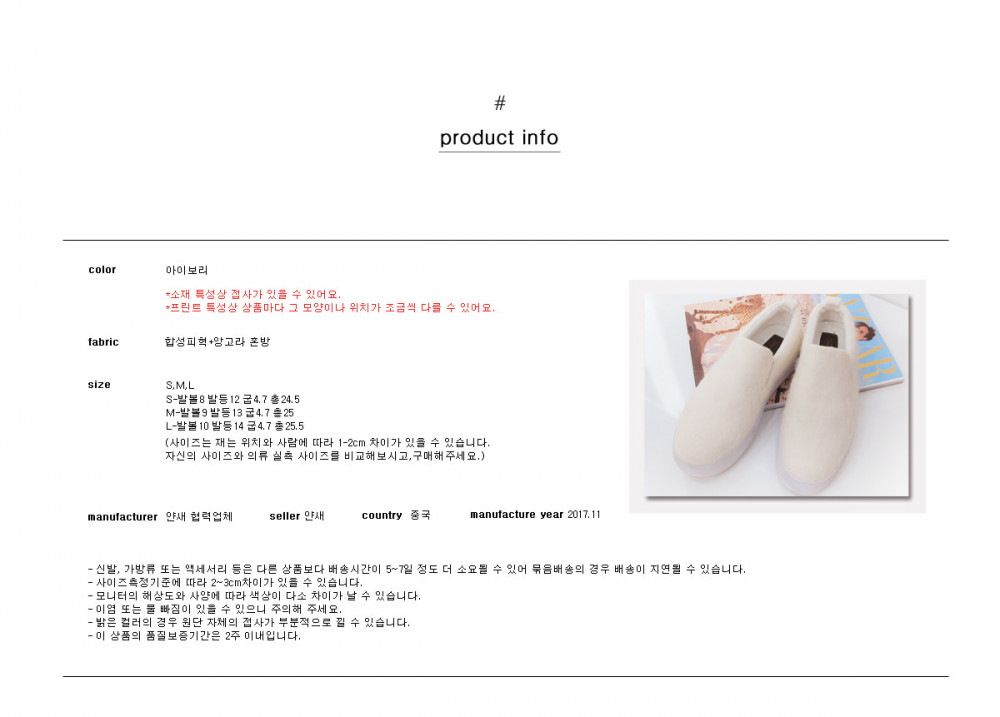 #
product info
color 아이보리
*소재 특성상 접사가 있을 수 있어요.
*프린트 특성상 상품마다 그 모양이나 위치가 조금씩 다를 수 있어요.
fabric 합성피혁+앙고라 혼방
size S,M,L
S-발볼8 발등12 굽4.7 총24.5
M-발볼9 발등13 굽4.7 총25
L-발볼10 발등14 굽4.7 총25.5
(사이즈는 재는 위치와 사람에 따라 1-2cm 차이가 있을 수 있습니다.
자신의 사이즈와 의류 실측 사이즈를 비교해보시고,구매해주세요.)
manufacturer 얀새 협력업체 seller 얀새 country 중국 manufacture year 2017.11
- 신발, 가방류 또는 액세서리 등은 다른 상품보다 배송시간이 5~7일 정도 더 소요될 수 있어 묶음배송의 경우 배송이 지연될 수 있습니다.
- 사이즈측정기준에 따라 2~3cm차이가 있을 수 있습니다.
- 모니터의 해상도와 사양에 따라 색상이 다소 차이가 날 수 있습니다.
- 이염 또는 물 빠짐이 있을 수 있으니 주의해 주세요.
- 밝은 컬러의 경우 원단 자체의 접사가 부분적으로 낄 수 있습니다.
- 이 상품의 품질보증기간은 2주 이내입니다.